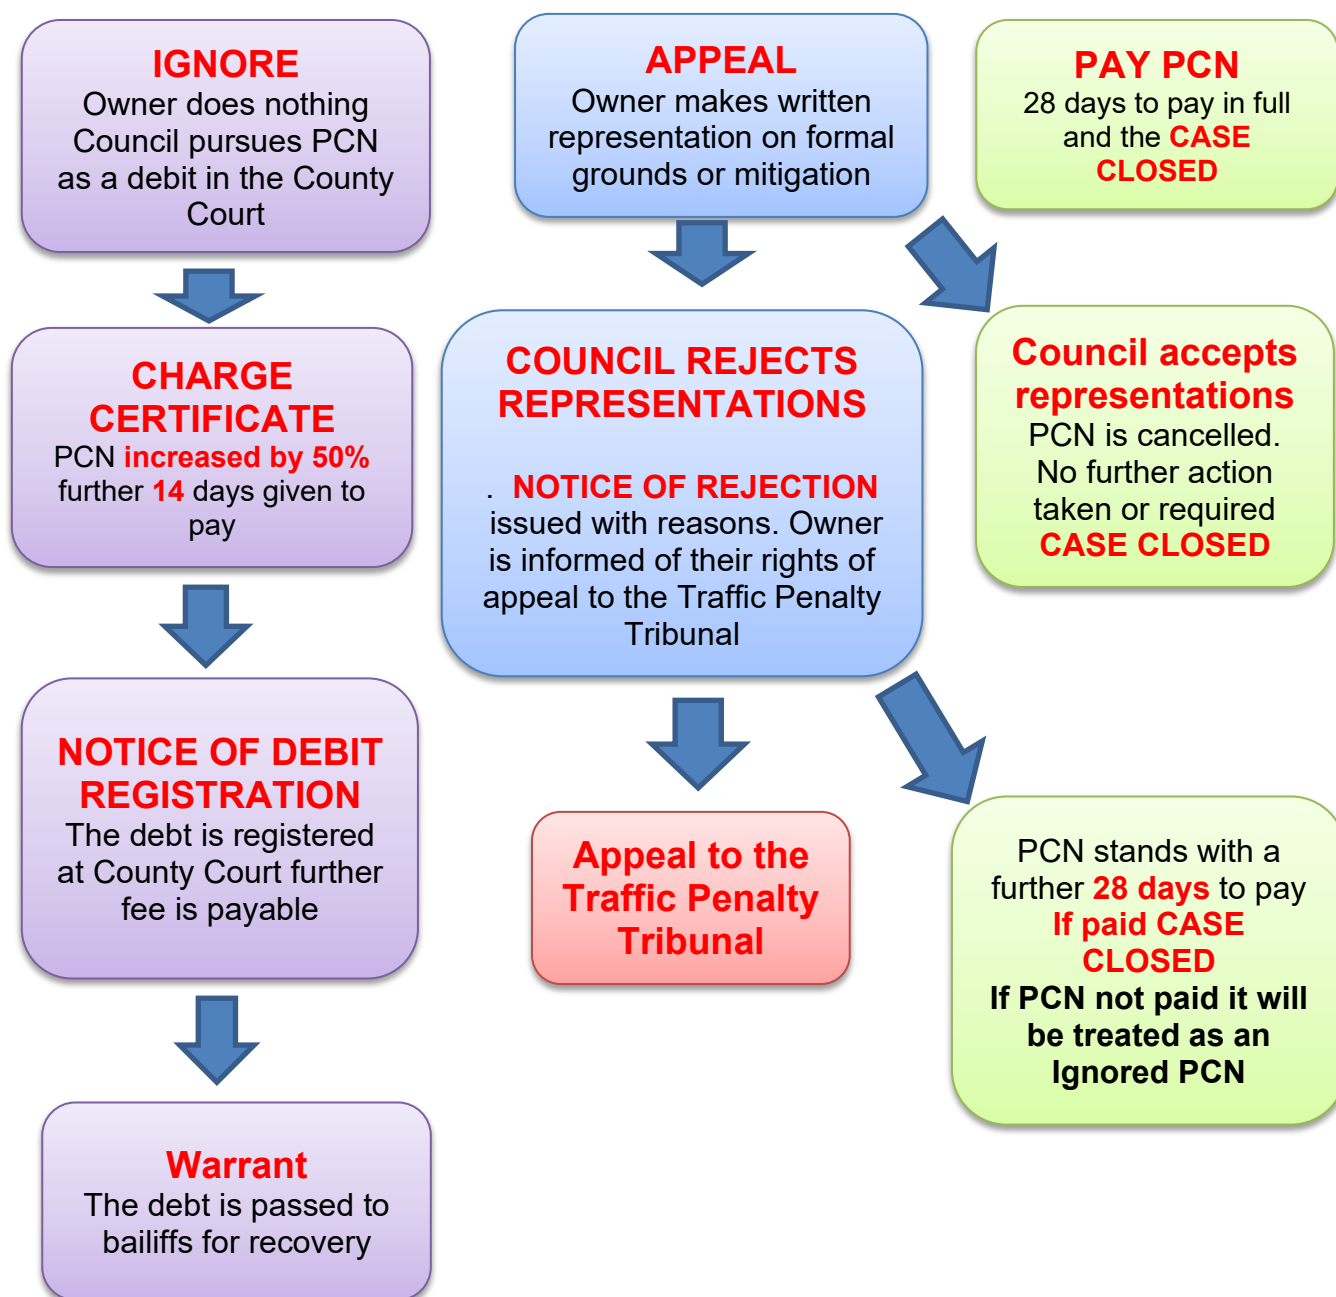 IGNORE
Owner does nothing
Council pursues PCN
as a debit in the County
Court
CHARGE
CERTIFICATE
PCN increased by 50%
further 14 days given to
pay
NOTICE OF DEBIT
REGISTRATION
The debt is registered
at County Court further
fee is payable
Warrant
The debt is passed to
bailiffs for recovery
APPEAL
Owner makes written
representation on formal
grounds or mitigation
COUNCIL REJECTS
REPRESENTATIONS
. NOTICE OF REJECTION
issued with reasons. Owner
is informed of their rights of
appeal to the Traffic Penalty
Tribunal
Appeal to the
Traffic Penalty
Tribunal
PAY PCN
28 days to pay in full
and the CASE
CLOSED
Council accepts
representations
PCN is cancelled.
No further action
taken or required
CASE CLOSED
PCN stands with a
further 28 days to pay
If paid CASE
CLOSED
If PCN not paid it will
be treated as an
Ignored PCN